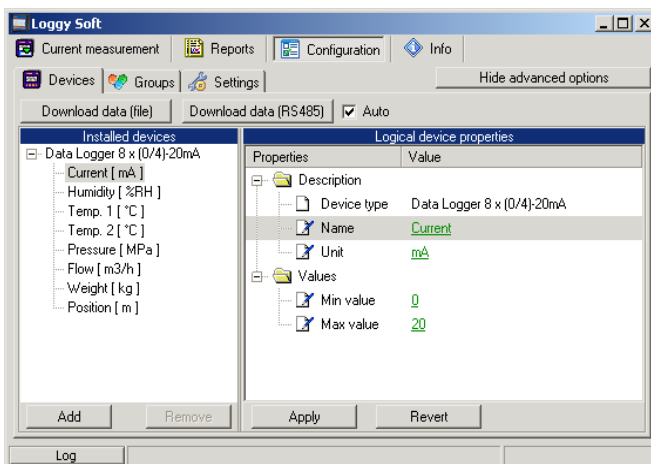 Loggy Soft
Current measurement Reports Configuration Info
Devices Groups Settings Hide advanced options
Download data (file) Download data (RS485) Auto
Installed devices
Data Logger 8 x (0/4)-20mA
Current [ mA ]
Humidity [ %RH ]
Temp. 1 [ °C ]
Temp. 2 [ °C ]
Pressure [ MPa ]
Flow [ m3/h ]
Weight [ kg ]
Position [ m ]
Add Remove
Logical device properties
Properties Value
Description
Device type Data Logger 8 x (0/4)-20mA
Name Current
Unit mA
Values
Min value 0
Max value 20
Apply Revert
Log